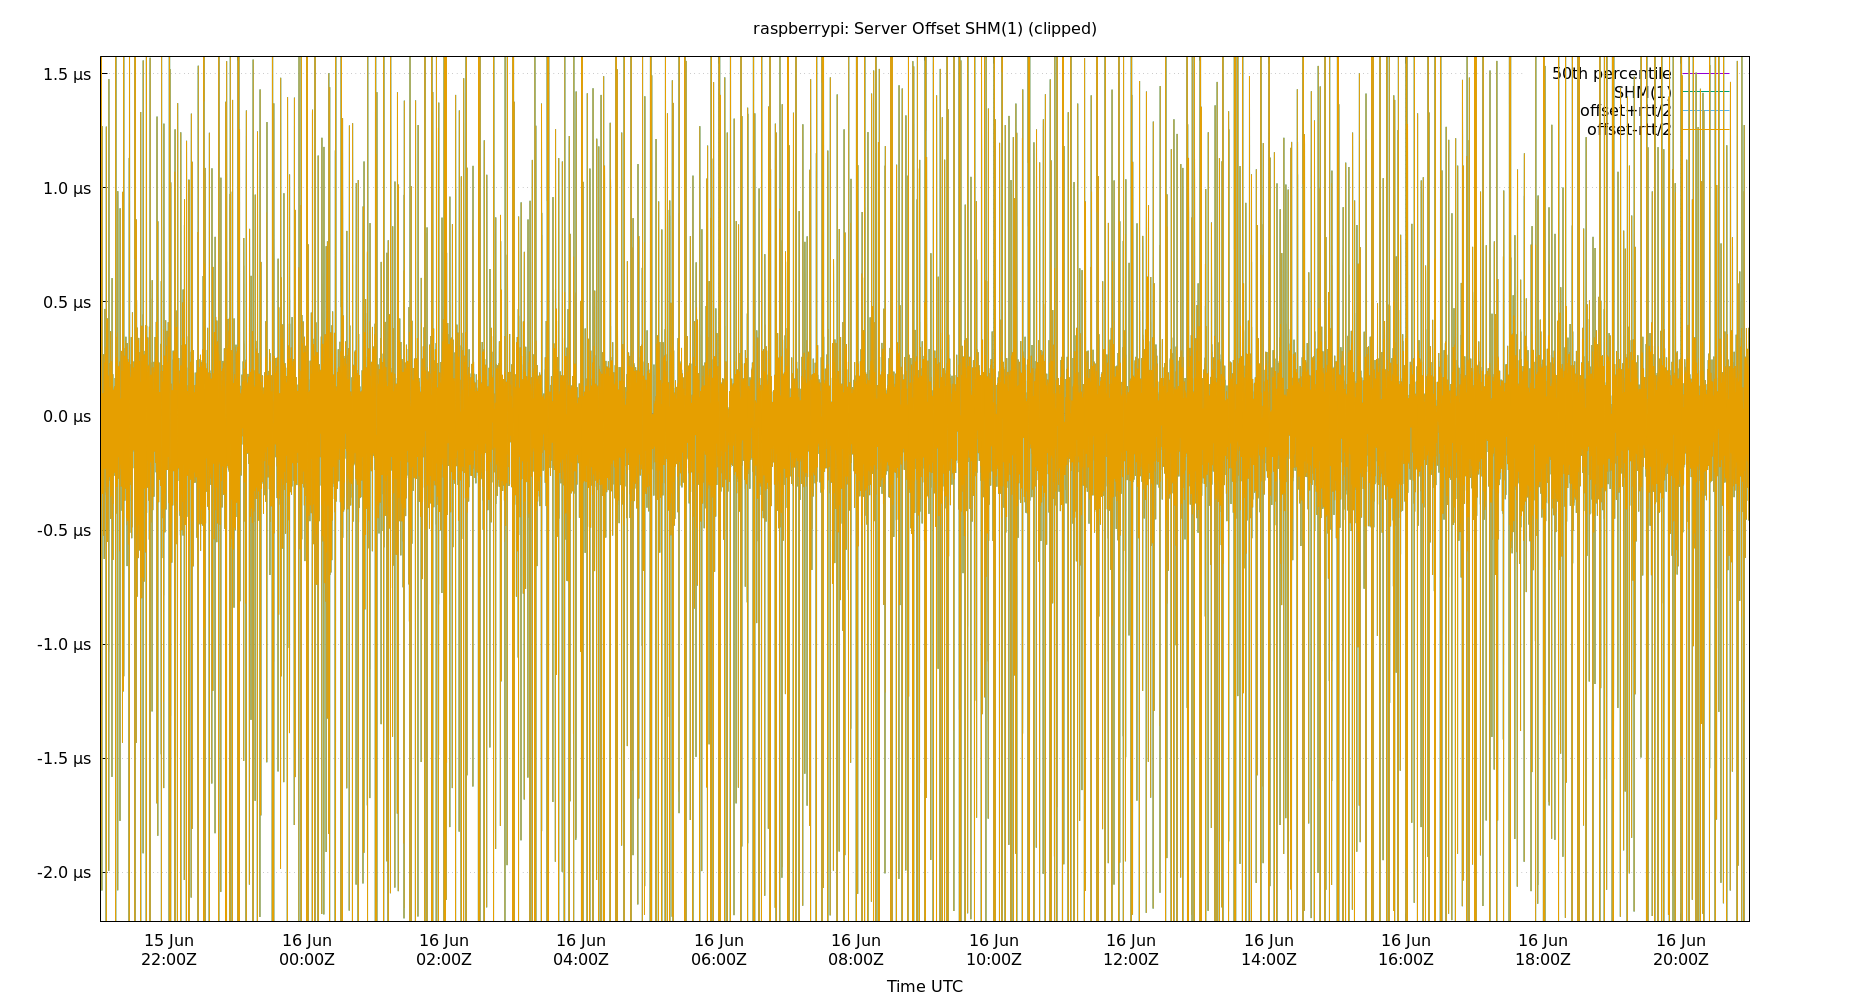 raspberrypi: Server Offset SHM(1) (clipped)
1.5 µs
1.0 µs
0.5 µs
0.0 µs
-0.5 µs
-1.0 µs
-1.5 µs
-2.0 µs
50th percentile
SHM(1)
offset+rtt/2
offset-rtt/2
15 Jun 16 Jun 16 Jun 16 Jun 16 Jun 16 Jun 16 Jun 16 Jun 16 Jun 16 Jun 16 Jun 16 Jun
22:00Z 00:00Z 02:00Z 04:00Z 06:00Z 08:00Z 10:00Z 12:00Z 14:00Z 16:00Z 18:00Z 20:00Z
Time UTC